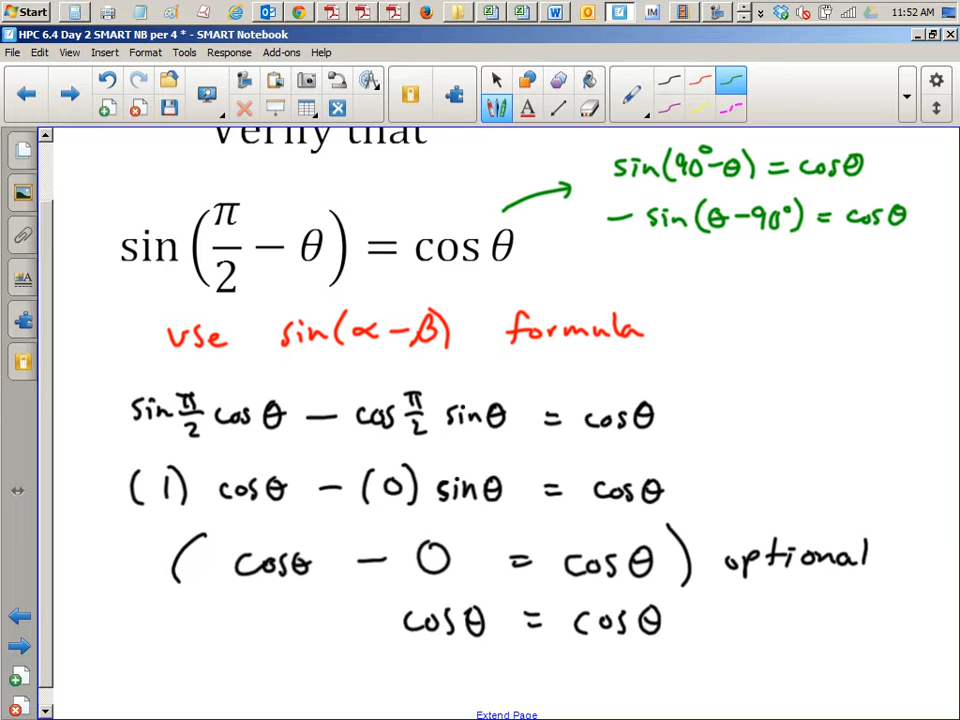 11:52 AM
HPC 6.4 Day 2 SMART NB per 4 * - SMART Notebook
File Edit View Insert Format Tools Response Add-ons Help
Verify that
sin(90°-θ) = cosθ
- sin(θ-90°) = cosθ
sin(π/2 − θ) = cos θ
use sin(α-β) formula
sin π/2 cos θ - cos π/2 sinθ = cosθ
(1) cosθ - (0) sinθ = cosθ
(cosθ - 0 = cosθ) optional
cosθ = cosθ
Extend Page